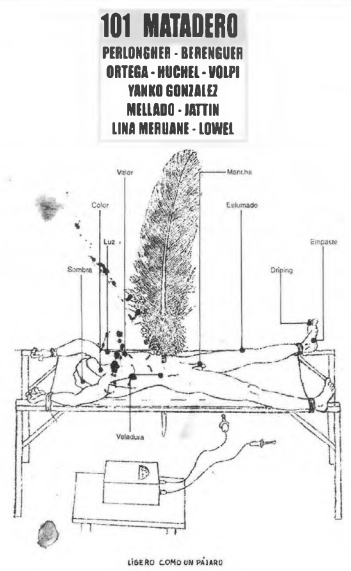 101 MATADERO
PERLONGHER - BERENGUER
ORTEGA - HUCHEL - VOLPI
YANKO GONZALEZ
MELLADO - JATTIN
LINA MERUANE - LOWEL
Valor
Mancha
Color
Esfumado
Luz
Empaste
Sombra
Driping
Veladura
LIGERO COMO UN PÁJARO